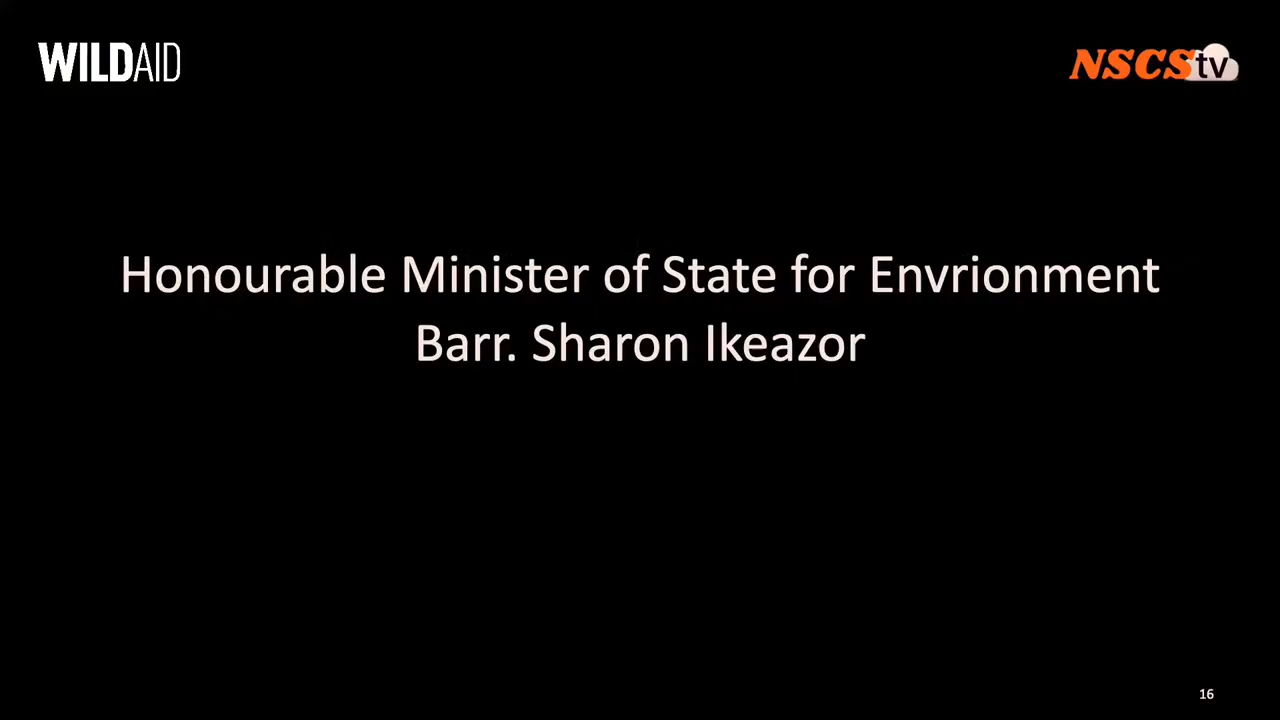 WILDAID
NSCStv
Honourable Minister of State for Envrionment
Barr. Sharon Ikeazor
16